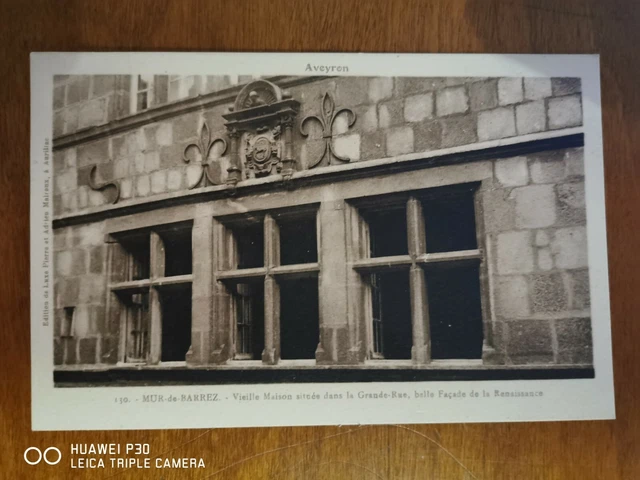 Aveyron
Edition de Luxe Pierre et Adrien Malroux, à Aurillac
130. - MUR-de-BARREZ. - Vieille Maison située dans la Grande-Rue, belle Façade de la Renaissance
HUAWEI P30
LEICA TRIPLE CAMERA